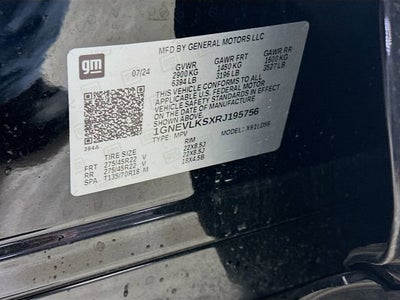 gm
MFD BY GENERAL MOTORS LLC
07/24 GVWR GAWR FRT GAWR RR
2900 KG 1450 KG 1600 KG
6394 LB 3196 LB 3527 LB
THIS VEHICLE CONFORMS TO ALL
APPLICABLE U.S. FEDERAL MOTOR
VEHICLE SAFETY STANDARDS IN EFFECT
ON THE DATE OF MANUFACTURE
1GNEVLKSXRJ195756
TYPE: MPV MODEL:
TIRE SIZE RIM
FRT 275/45R22 V 22X8.5J
RR 275/45R22 V 22X8.5J
SPA T135/70R18 M 18X4.5B